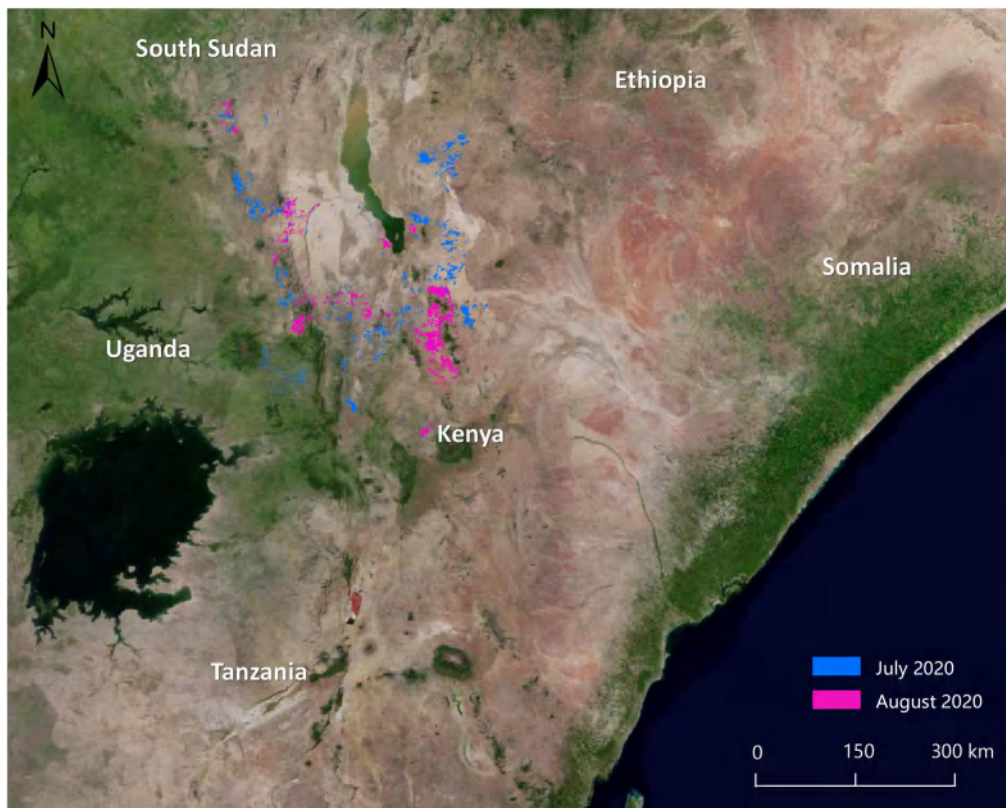 N
South Sudan
Ethiopia
Somalia
Uganda
Kenya
Tanzania
July 2020
August 2020
0 150 300 km